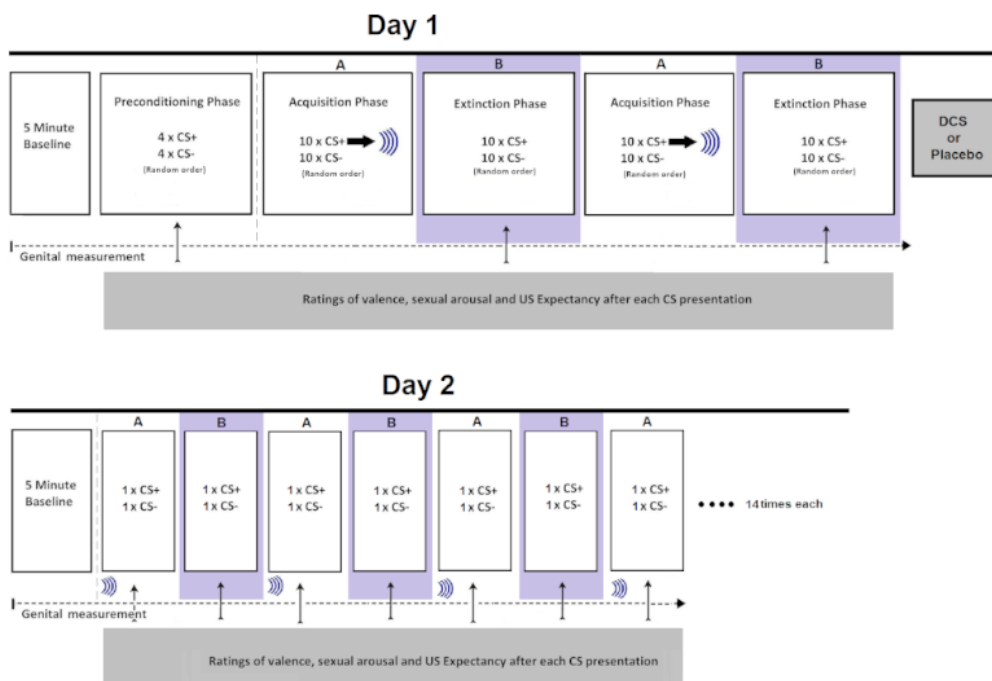 Day 1
A
B
A
B
5 Minute
Baseline
Preconditioning Phase
4 x CS+
4 x CS-
(Random order)
Acquisition Phase
10 x CS+
10 x CS-
(Random order)
Extinction Phase
10 x CS+
10 x CS-
(Random order)
Acquisition Phase
10 x CS+
10 x CS-
(Random order)
Extinction Phase
10 x CS+
10 x CS-
(Random order)
DCS
or
Placebo
Genital measurement
Ratings of valence, sexual arousal and US Expectancy after each CS presentation
Day 2
A
B
A
B
A
B
A
5 Minute
Baseline
1 x CS+
1 x CS-
1 x CS+
1 x CS-
1 x CS+
1 x CS-
1 x CS+
1 x CS-
1 x CS+
1 x CS-
1 x CS+
1 x CS-
1 x CS+
1 x CS-
•••• 14 times each
Genital measurement
Ratings of valence, sexual arousal and US Expectancy after each CS presentation